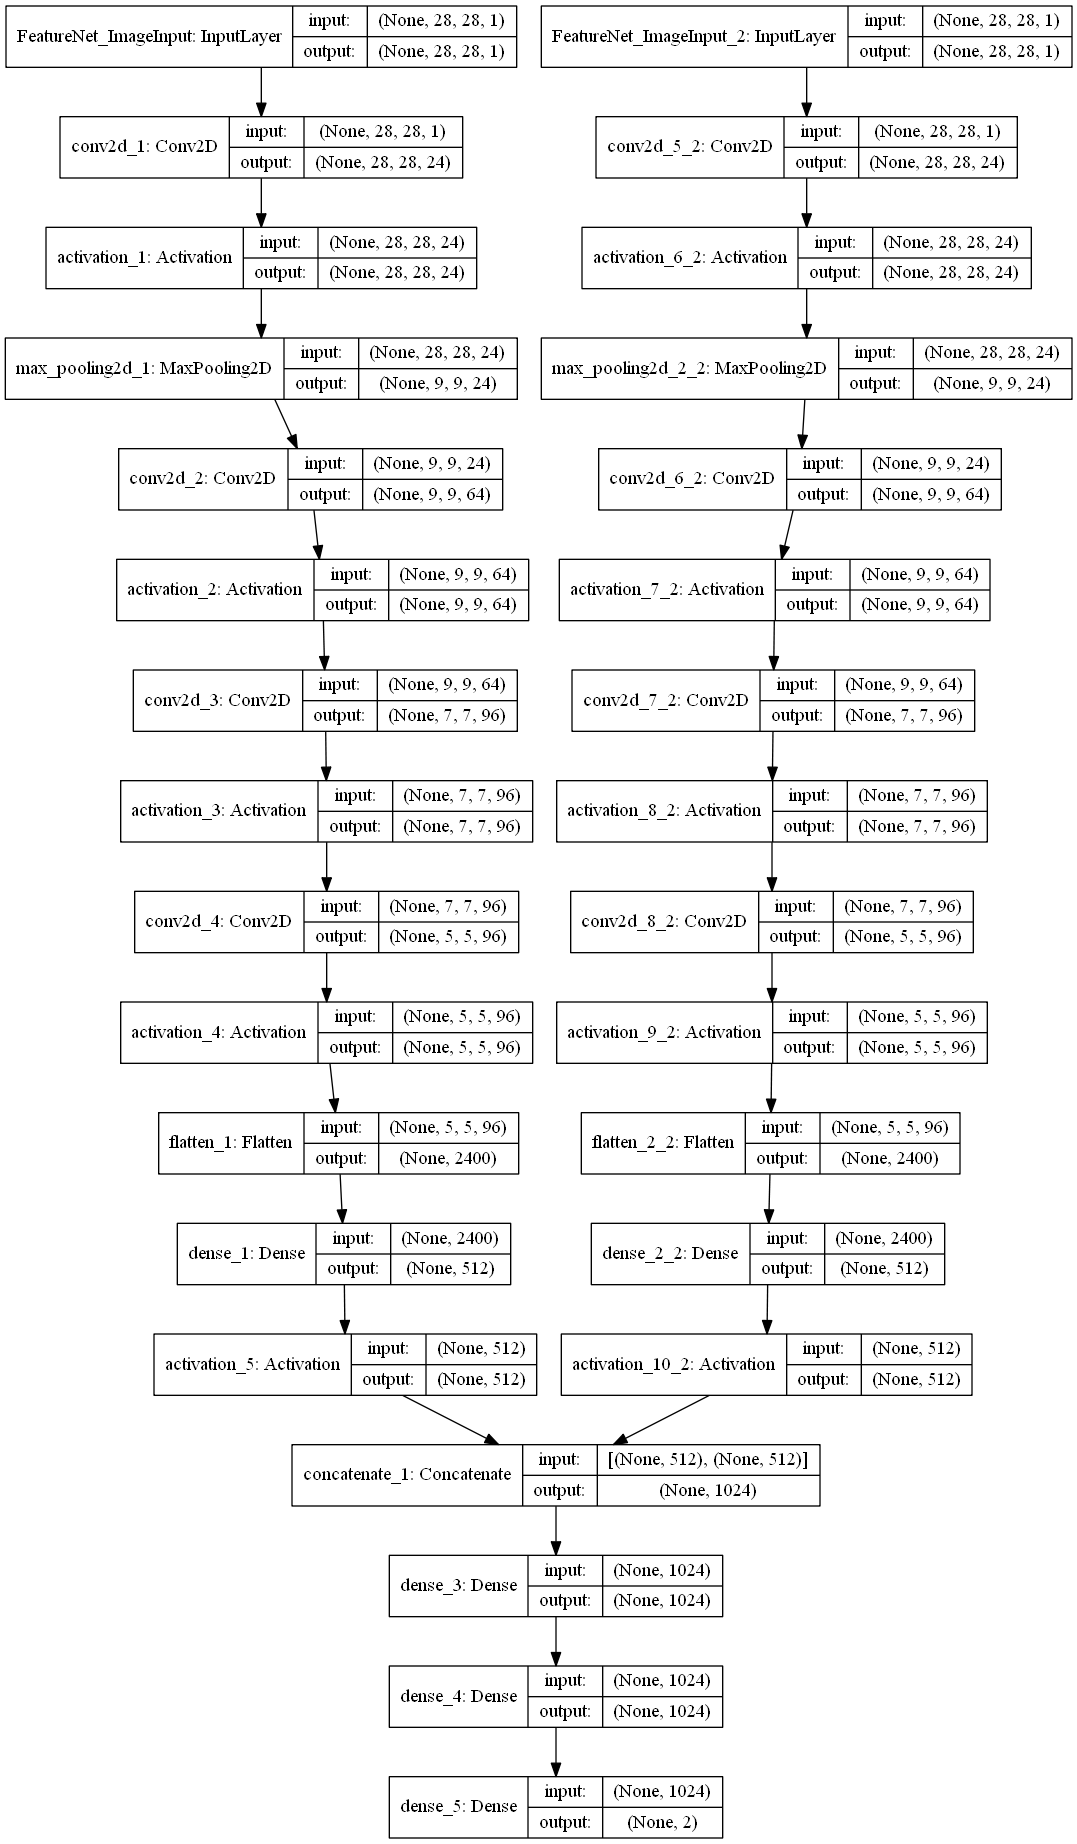 FeatureNet_ImageInput: InputLayer
input: (None, 28, 28, 1)
output: (None, 28, 28, 1)
FeatureNet_ImageInput_2: InputLayer
input: (None, 28, 28, 1)
output: (None, 28, 28, 1)
conv2d_1: Conv2D
input: (None, 28, 28, 1)
output: (None, 28, 28, 24)
conv2d_5_2: Conv2D
input: (None, 28, 28, 1)
output: (None, 28, 28, 24)
activation_1: Activation
input: (None, 28, 28, 24)
output: (None, 28, 28, 24)
activation_6_2: Activation
input: (None, 28, 28, 24)
output: (None, 28, 28, 24)
max_pooling2d_1: MaxPooling2D
input: (None, 28, 28, 24)
output: (None, 9, 9, 24)
max_pooling2d_2_2: MaxPooling2D
input: (None, 28, 28, 24)
output: (None, 9, 9, 24)
conv2d_2: Conv2D
input: (None, 9, 9, 24)
output: (None, 9, 9, 64)
conv2d_6_2: Conv2D
input: (None, 9, 9, 24)
output: (None, 9, 9, 64)
activation_2: Activation
input: (None, 9, 9, 64)
output: (None, 9, 9, 64)
activation_7_2: Activation
input: (None, 9, 9, 64)
output: (None, 9, 9, 64)
conv2d_3: Conv2D
input: (None, 9, 9, 64)
output: (None, 7, 7, 96)
conv2d_7_2: Conv2D
input: (None, 9, 9, 64)
output: (None, 7, 7, 96)
activation_3: Activation
input: (None, 7, 7, 96)
output: (None, 7, 7, 96)
activation_8_2: Activation
input: (None, 7, 7, 96)
output: (None, 7, 7, 96)
conv2d_4: Conv2D
input: (None, 7, 7, 96)
output: (None, 5, 5, 96)
conv2d_8_2: Conv2D
input: (None, 7, 7, 96)
output: (None, 5, 5, 96)
activation_4: Activation
input: (None, 5, 5, 96)
output: (None, 5, 5, 96)
activation_9_2: Activation
input: (None, 5, 5, 96)
output: (None, 5, 5, 96)
flatten_1: Flatten
input: (None, 5, 5, 96)
output: (None, 2400)
flatten_2_2: Flatten
input: (None, 5, 5, 96)
output: (None, 2400)
dense_1: Dense
input: (None, 2400)
output: (None, 512)
dense_2_2: Dense
input: (None, 2400)
output: (None, 512)
activation_5: Activation
input: (None, 512)
output: (None, 512)
activation_10_2: Activation
input: (None, 512)
output: (None, 512)
concatenate_1: Concatenate
input: [(None, 512), (None, 512)]
output: (None, 1024)
dense_3: Dense
input: (None, 1024)
output: (None, 1024)
dense_4: Dense
input: (None, 1024)
output: (None, 1024)
dense_5: Dense
input: (None, 1024)
output: (None, 2)